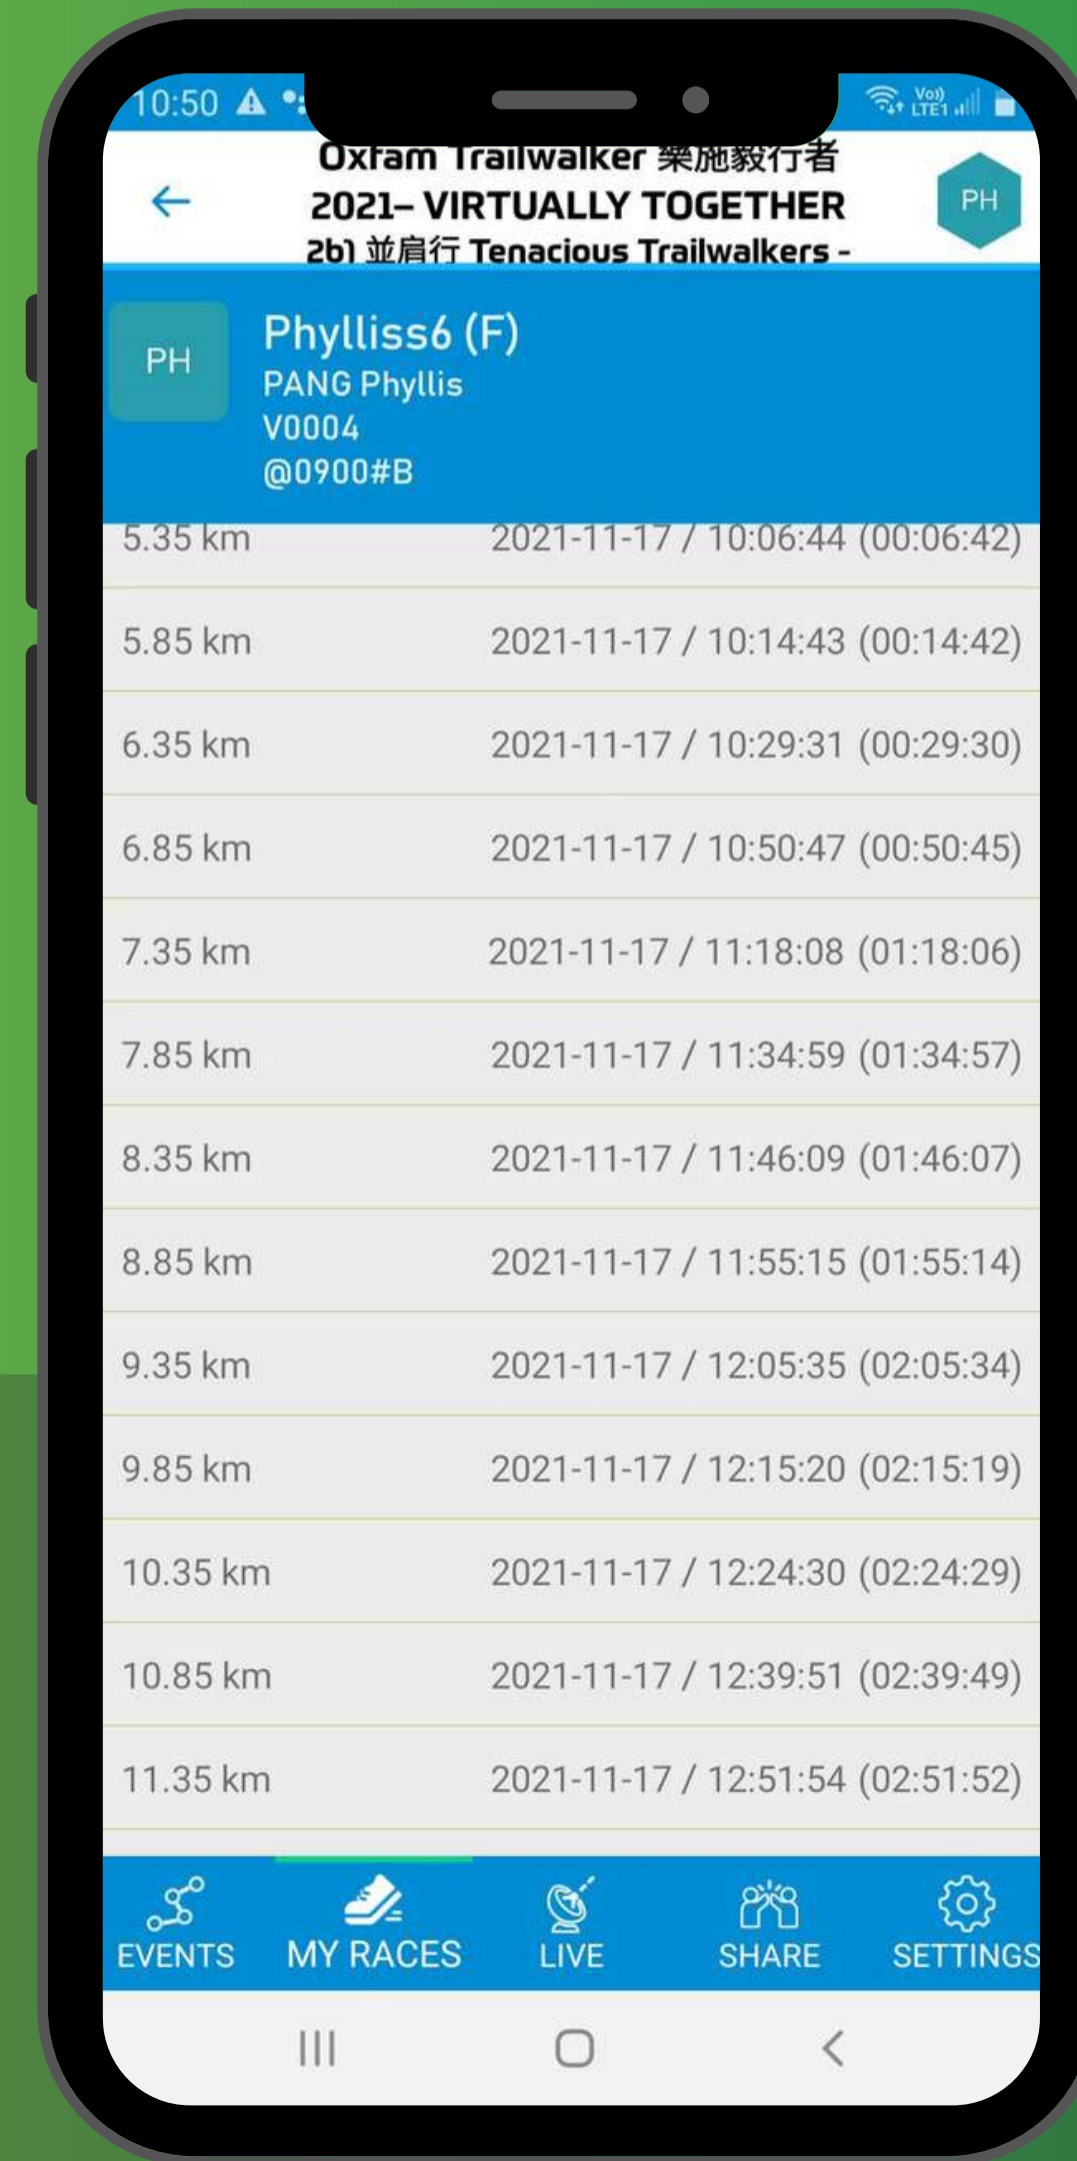 10:50
Vo))
LTE1
Oxfam Trailwalker 樂施毅行者
2021– VIRTUALLY TOGETHER
2b) 並肩行 Tenacious Trailwalkers -
PH
PH
Phylliss6 (F)
PANG Phyllis
V0004
@0900#B
5.35 km 2021-11-17 / 10:06:44 (00:06:42)
5.85 km 2021-11-17 / 10:14:43 (00:14:42)
6.35 km 2021-11-17 / 10:29:31 (00:29:30)
6.85 km 2021-11-17 / 10:50:47 (00:50:45)
7.35 km 2021-11-17 / 11:18:08 (01:18:06)
7.85 km 2021-11-17 / 11:34:59 (01:34:57)
8.35 km 2021-11-17 / 11:46:09 (01:46:07)
8.85 km 2021-11-17 / 11:55:15 (01:55:14)
9.35 km 2021-11-17 / 12:05:35 (02:05:34)
9.85 km 2021-11-17 / 12:15:20 (02:15:19)
10.35 km 2021-11-17 / 12:24:30 (02:24:29)
10.85 km 2021-11-17 / 12:39:51 (02:39:49)
11.35 km 2021-11-17 / 12:51:54 (02:51:52)
EVENTS MY RACES LIVE SHARE SETTINGS